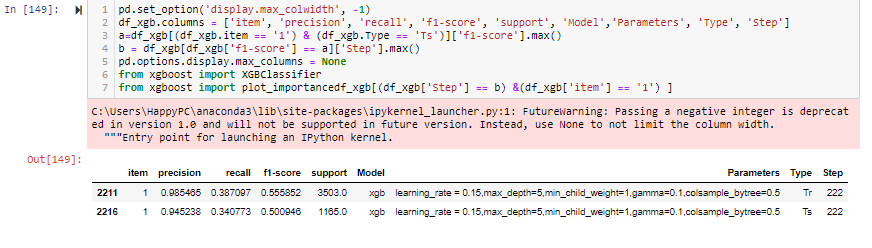 In [149]:
1 pd.set_option('display.max_colwidth', -1)
2 df_xgb.columns = ['item', 'precision', 'recall', 'f1-score', 'support', 'Model','Parameters', 'Type', 'Step']
3 a=df_xgb[(df_xgb.item == '1') & (df_xgb.Type == 'Ts')]['f1-score'].max()
4 b = df_xgb[df_xgb['f1-score'] == a]['Step'].max()
5 pd.options.display.max_columns = None
6 from xgboost import XGBClassifier
7 from xgboost import plot_importancedf_xgb[(df_xgb['Step'] == b) &(df_xgb['item'] == '1') ]
C:\Users\HappyPC\anaconda3\lib\site-packages\ipykernel_launcher.py:1: FutureWarning: Passing a negative integer is deprecat
ed in version 1.0 and will not be supported in future version. Instead, use None to not limit the column width.
"""Entry point for launching an IPython kernel.
Out[149]:
item precision recall f1-score support Model Parameters Type Step
2211 1 0.985465 0.387097 0.555852 3503.0 xgb learning_rate = 0.15,max_depth=5,min_child_weight=1,gamma=0.1,colsample_bytree=0.5 Tr 222
2216 1 0.945238 0.340773 0.500946 1165.0 xgb learning_rate = 0.15,max_depth=5,min_child_weight=1,gamma=0.1,colsample_bytree=0.5 Ts 222